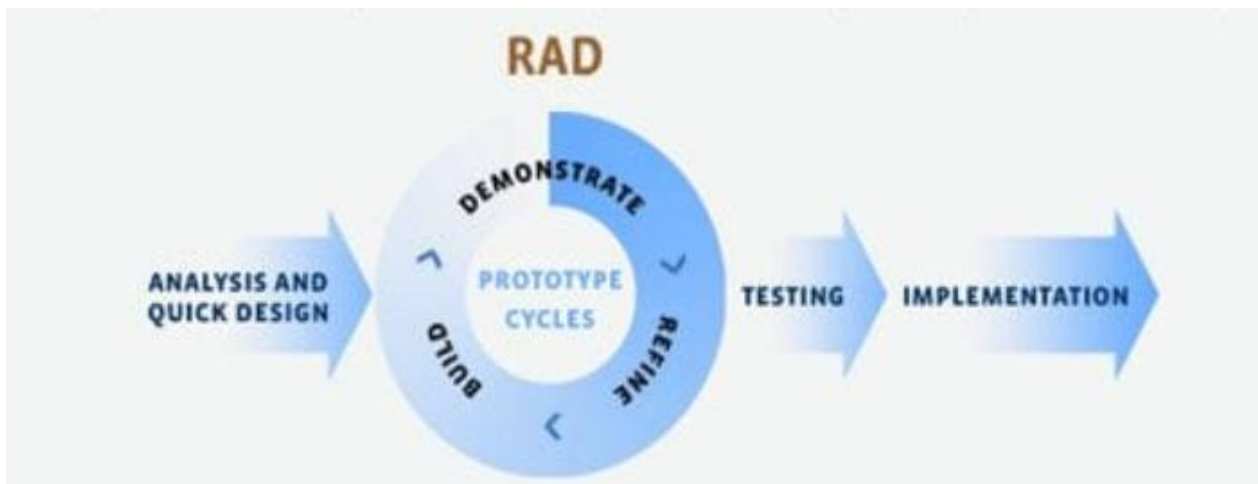 RAD
ANALYSIS AND
QUICK DESIGN
DEMONSTRATE
REFINE
BUILD
PROTOTYPE
CYCLES
TESTING
IMPLEMENTATION